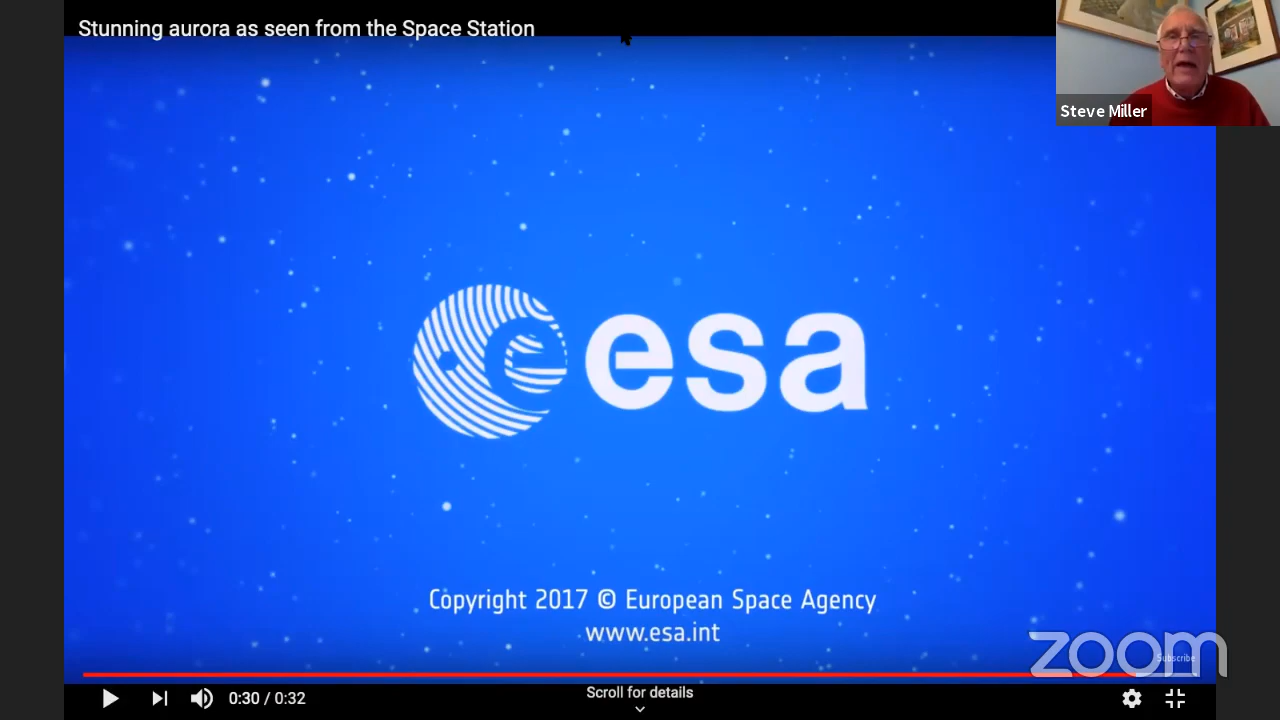 Stunning aurora as seen from the Space Station
Steve Miller
esa
Copyright 2017 © European Space Agency
www.esa.int
zoom
Subscribe
0:30 / 0:32
Scroll for details